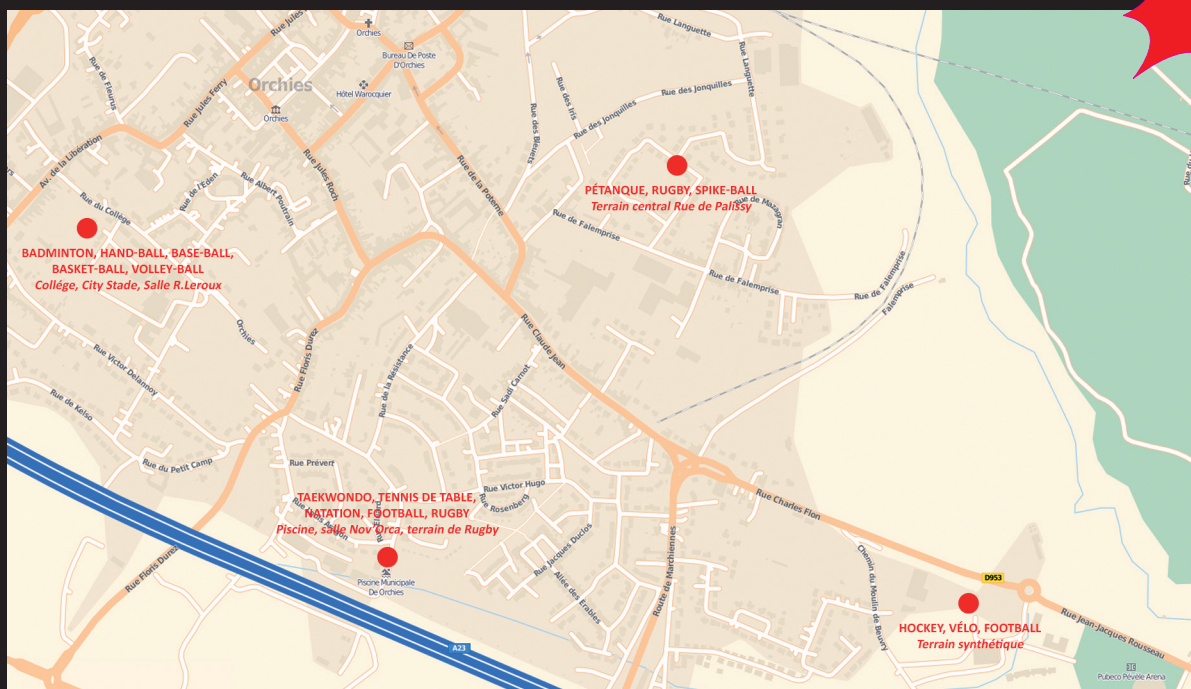 Rue Jules
Orchies
Bureau De Poste
D'Orchies
Rue Languette
Rue Languette
Rue de Fleurus
Rue Jules Ferry
Orchies
Hôtel Warocquier
Orchies
Rue des Iris
Rue des Jonquilles
Rue des Jonquilles
Rue des Bleuets
Av. de la Libération
Rue Jules Roch
Rue de la Poterne
Rue du Collège
Rue de l'Eden
Rue Albert Poutrain
PÉTANQUE, RUGBY, SPIKE-BALL
Terrain central Rue de Palissy
Rue de Mazagran
Rue de Falemprise
BADMINTON, HAND-BALL, BASE-BALL,
BASKET-BALL, VOLLEY-BALL
Collége, City Stade, Salle R.Leroux
Rue de Falemprise
Rue de Falemprise
Falemprise
Orchies
Rue Claude Jean
Rue Floris Durez
Rue Victor Delannoy
Rue de la Résistance
Rue Sadi Carnot
Rue de Kelso
Rue du Petit Camp
Rue Prévert
Rue Victor Hugo
Rue Rosenberg
TAEKWONDO, TENNIS DE TABLE,
NATATION, FOOTBALL, RUGBY
Piscine, salle Nov'Orca, terrain de Rugby
Rue Charles Flon
Rue Jacques Duclos
Route de Marchiennes
Chemin du Moulin de Beuvry
Rue Floris Durez
Piscine Municipale
De Orchies
Allée des Erables
D953
HOCKEY, VÉLO, FOOTBALL
Terrain synthétique
Rue Jean-Jacques Rousseau
A23
Pubeco Pévèle Arena